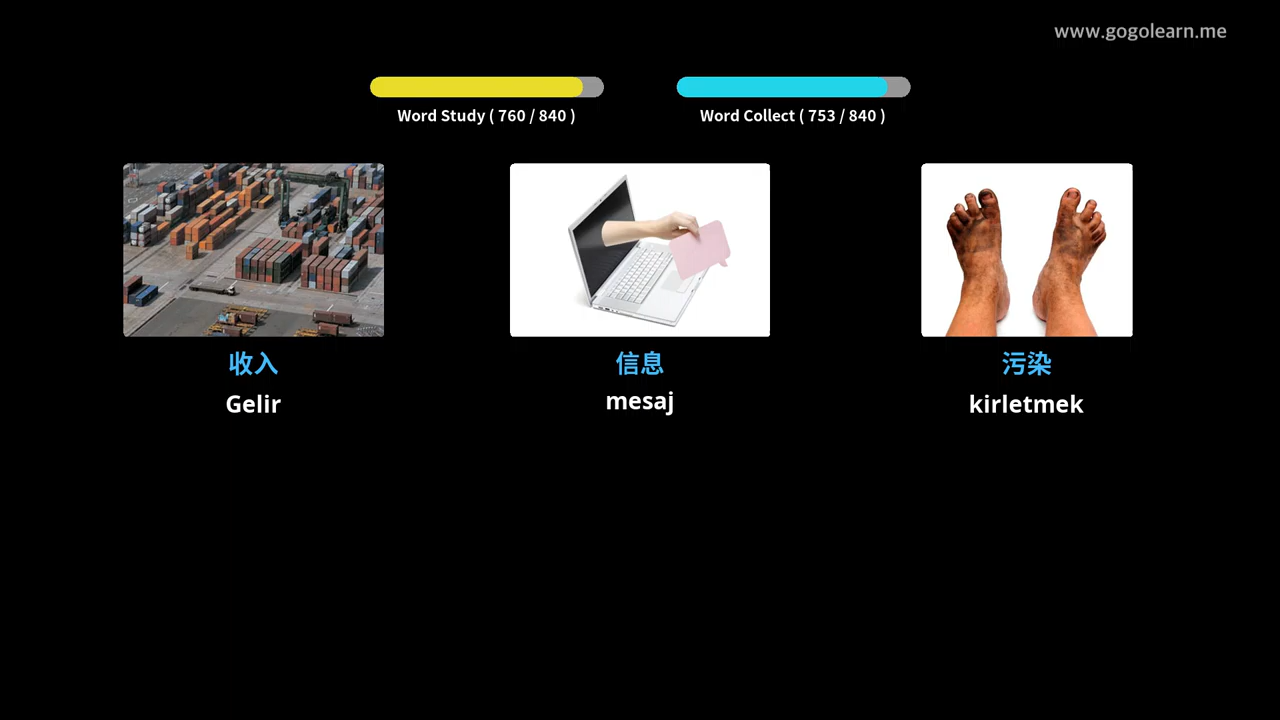 www.gogolearn.me
Word Study ( 760 / 840 )
Word Collect ( 753 / 840 )
收入
信息
污染
Gelir
mesaj
kirletmek